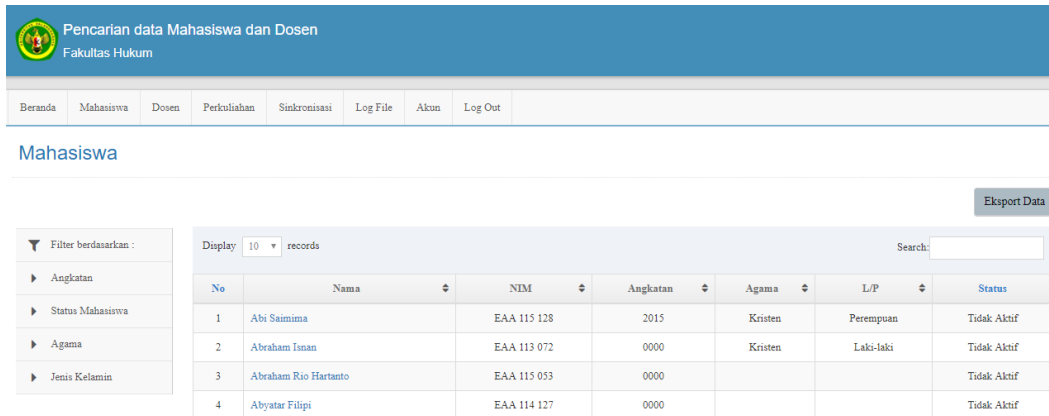 Pencarian data Mahasiswa dan Dosen
Fakultas Hukum
Beranda Mahasiswa Dosen Perkuliahan Sinkronisasi Log File Akun Log Out
Mahasiswa
Eksport Data
Filter berdasarkan :
Angkatan
Status Mahasiswa
Agama
Jenis Kelamin
Display 10 records Search:
No Nama NIM Angkatan Agama L/P Status
1 Abi Saimima EAA 115 128 2015 Kristen Perempuan Tidak Aktif
2 Abraham Isnan EAA 113 072 0000 Kristen Laki-laki Tidak Aktif
3 Abraham Rio Hartanto EAA 115 053 0000 Tidak Aktif
4 Abyatar Filipi EAA 114 127 0000 Tidak Aktif